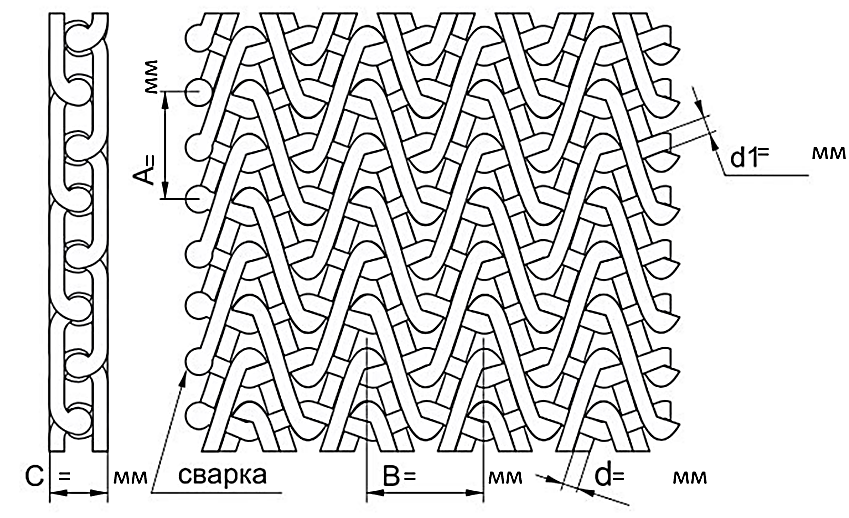 A= мм
d1= мм
C = мм
сварка
B= мм
d= мм